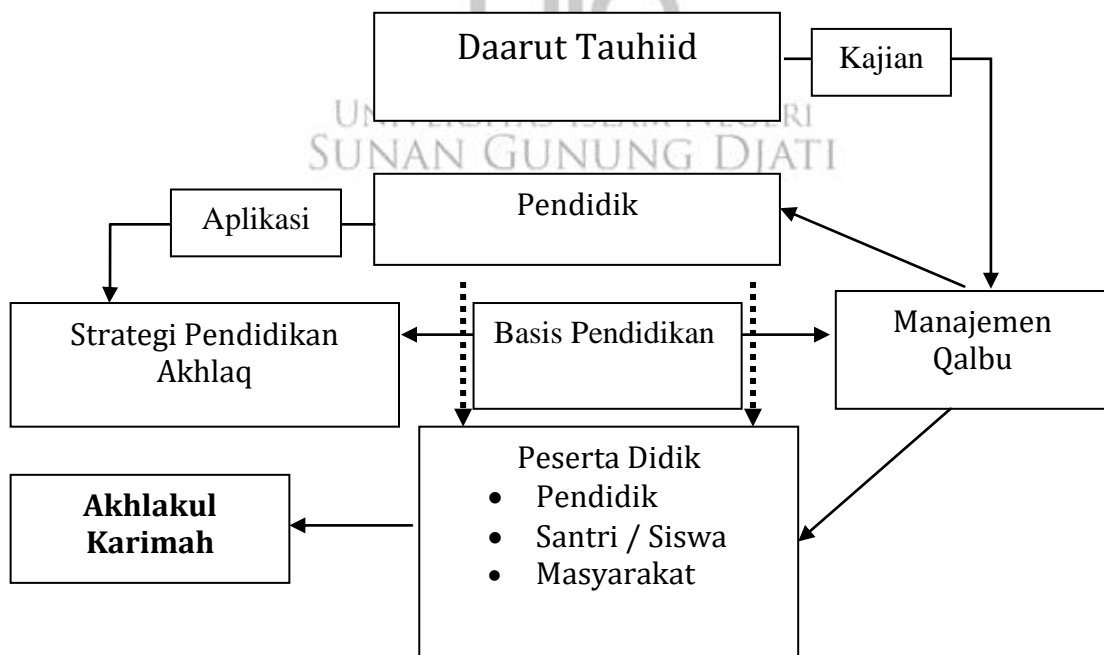 Daarut Tauhiid
Kajian
UNIVERSITAS ISLAM NEGERI
SUNAN GUNUNG DJATI
Aplikasi
Pendidik
Strategi Pendidikan
Akhlaq
Basis Pendidikan
Manajemen
Qalbu
Peserta Didik
• Pendidik
• Santri / Siswa
• Masyarakat
Akhlakul
Karimah